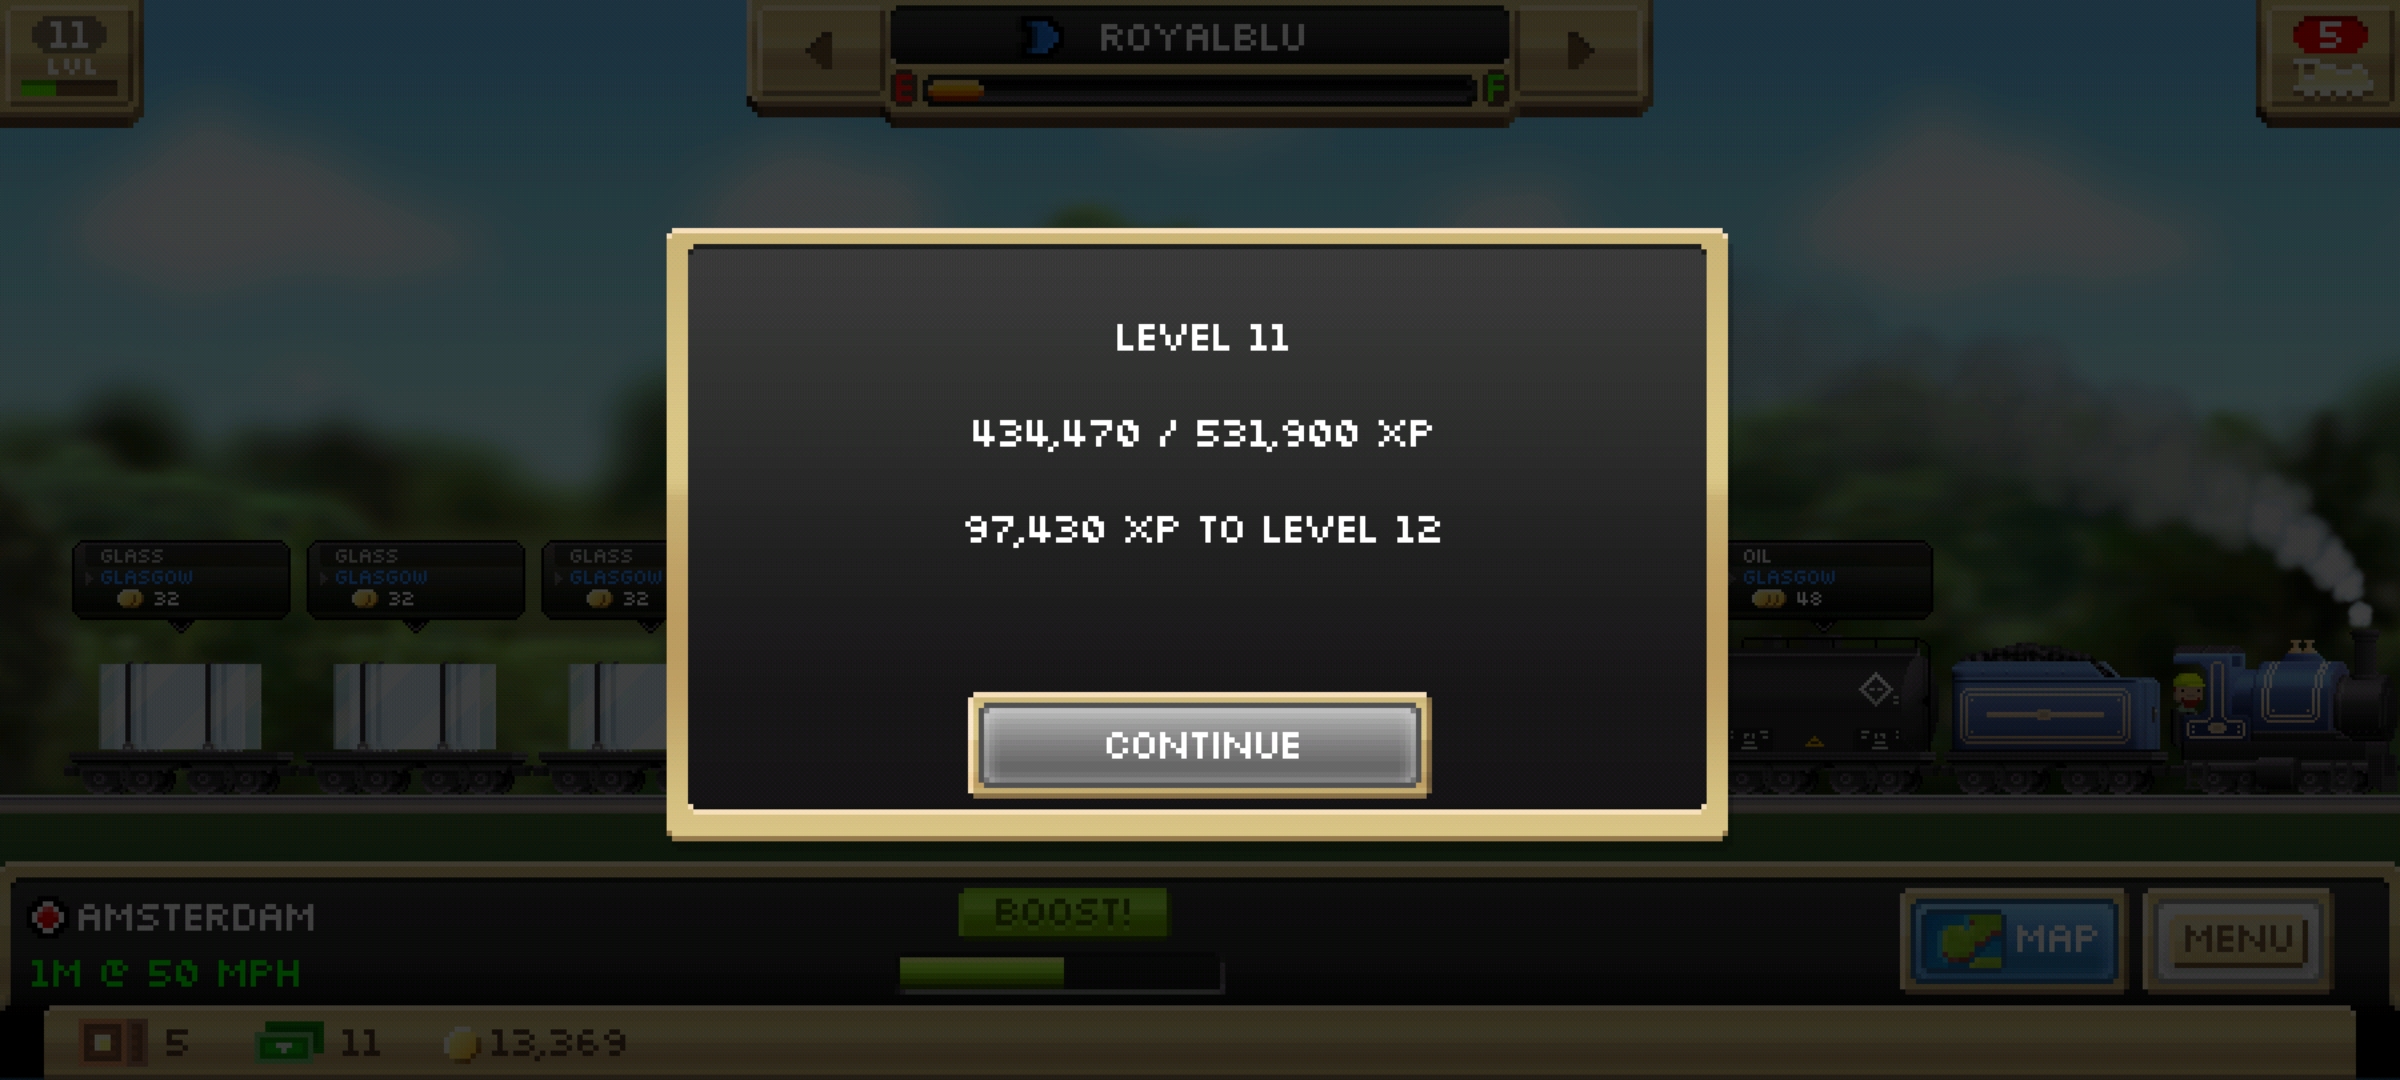 11
LVL
ROYALBLU
E
F
5
LEVEL 11
434,470 / 531,900 XP
97,430 XP TO LEVEL 12
CONTINUE
GLASS
GLASGOW
32
GLASS
GLASGOW
32
GLASS
GLASGOW
32
OIL
GLASGOW
48
AMSTERDAM
1M @ 50 MPH
BOOST!
MAP
MENU
5
11
13,369